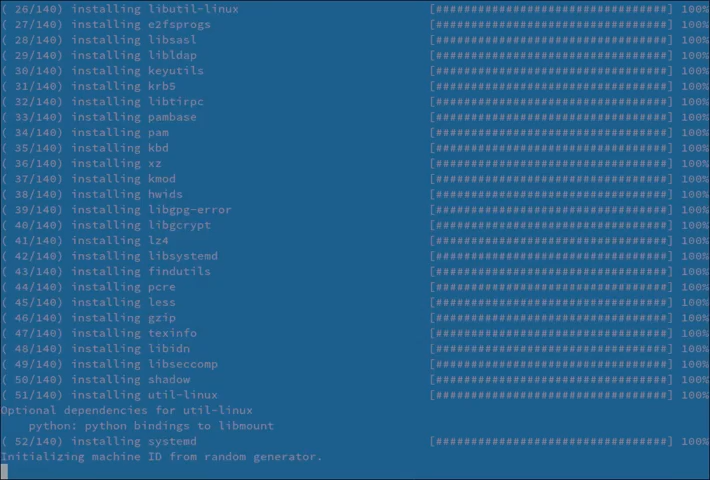 ( 26/140) installing libutil-linux [#################################] 100%
( 27/140) installing e2fsprogs [#################################] 100%
( 28/140) installing libsasl [#################################] 100%
( 29/140) installing libldap [#################################] 100%
( 30/140) installing keyutils [#################################] 100%
( 31/140) installing krb5 [#################################] 100%
( 32/140) installing libtirpc [#################################] 100%
( 33/140) installing pambase [#################################] 100%
( 34/140) installing pam [#################################] 100%
( 35/140) installing kbd [#################################] 100%
( 36/140) installing xz [#################################] 100%
( 37/140) installing kmod [#################################] 100%
( 38/140) installing hwids [#################################] 100%
( 39/140) installing libgpg-error [#################################] 100%
( 40/140) installing libgcrypt [#################################] 100%
( 41/140) installing lz4 [#################################] 100%
( 42/140) installing libsystemd [#################################] 100%
( 43/140) installing findutils [#################################] 100%
( 44/140) installing pcre [#################################] 100%
( 45/140) installing less [#################################] 100%
( 46/140) installing gzip [#################################] 100%
( 47/140) installing texinfo [#################################] 100%
( 48/140) installing libidn [#################################] 100%
( 49/140) installing libseccomp [#################################] 100%
( 50/140) installing shadow [#################################] 100%
( 51/140) installing util-linux [#################################] 100%
Optional dependencies for util-linux
python: python bindings to libmount
( 52/140) installing systemd [#################################] 100%
Initializing machine ID from random generator.